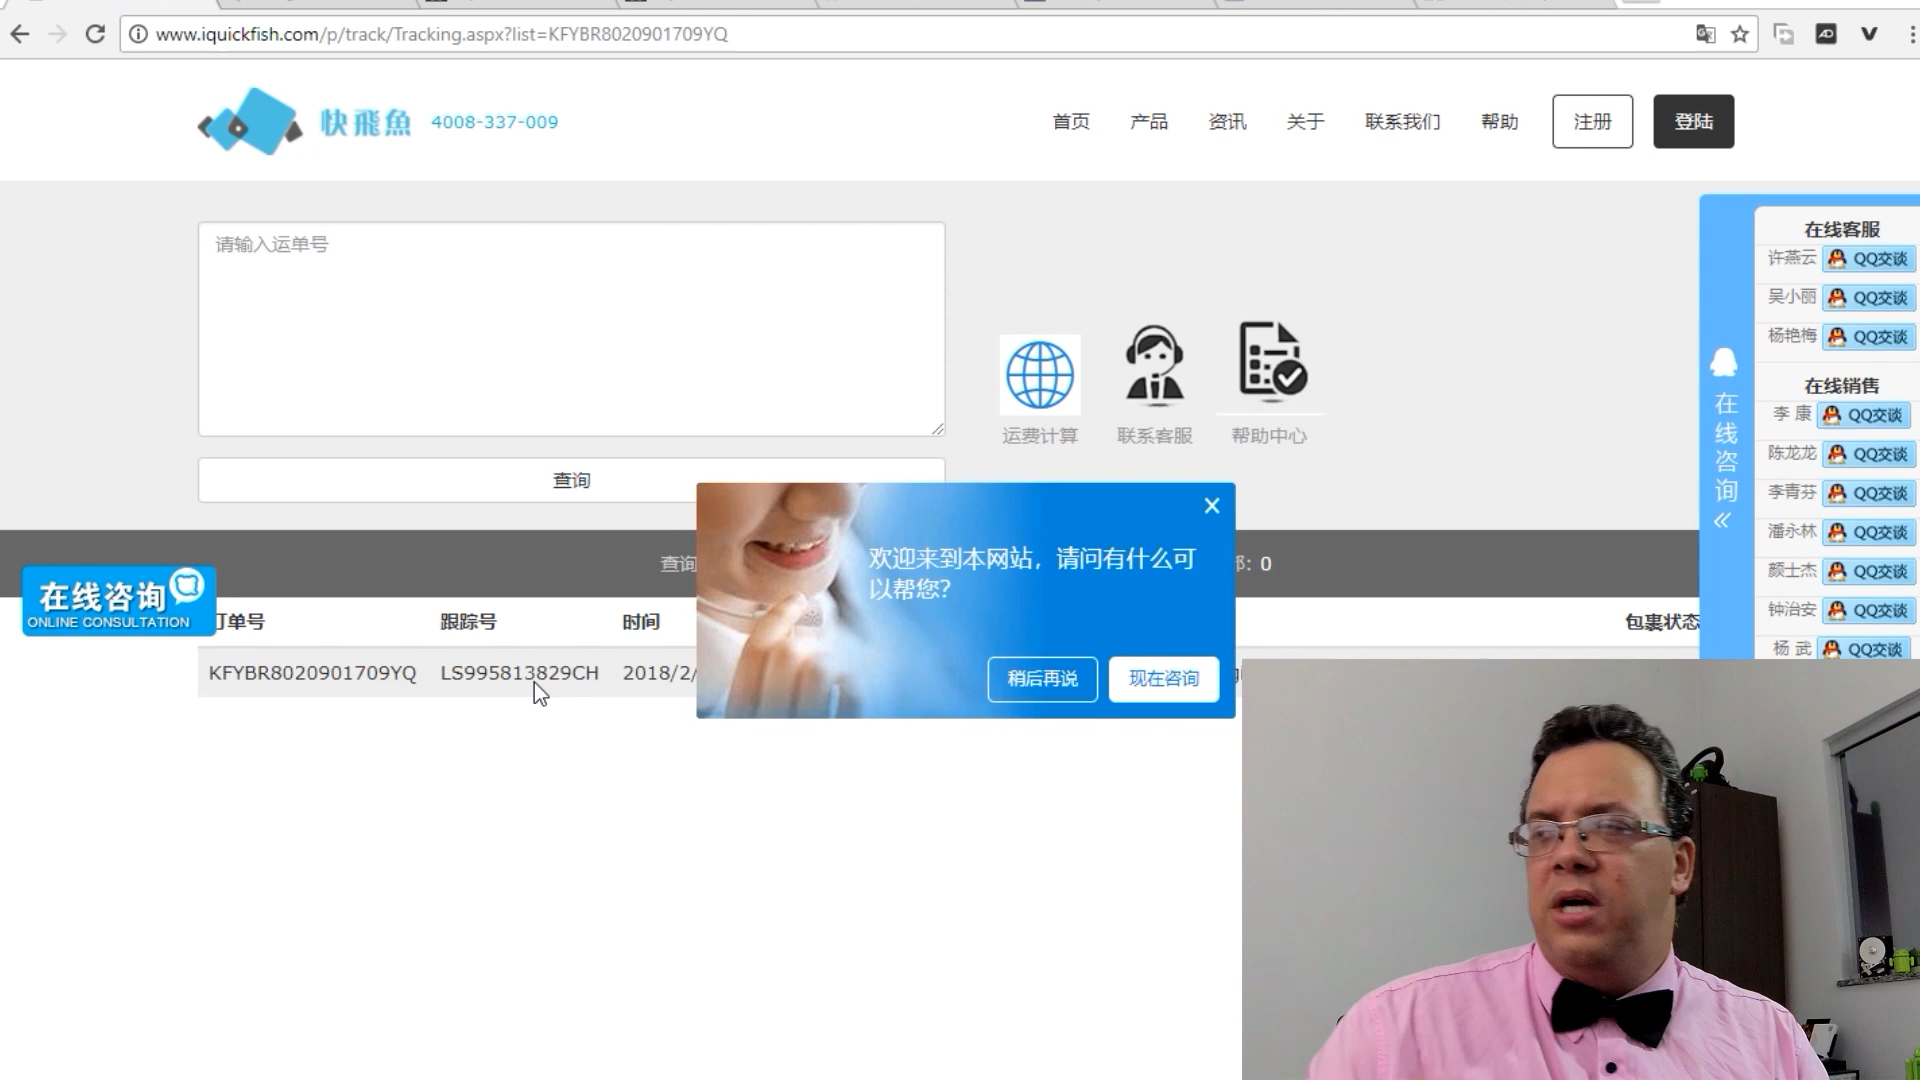 www.iquickfish.com/p/track/Tracking.aspx?list=KFYBR8020901709YQ
快飛魚 4008-337-009
首页 产品 资讯 关于 联系我们 帮助 注册 登陆
请输入运单号
查询
运费计算 联系客服 帮助中心
在线客服
许燕云 QQ交谈
吴小丽 QQ交谈
杨艳梅 QQ交谈
在线销售
李 康 QQ交谈
陈龙龙 QQ交谈
李青芬 QQ交谈
潘永林 QQ交谈
颜士杰 QQ交谈
钟治安 QQ交谈
杨 武 QQ交谈
在线咨询
查询
: 0
在线咨询
ONLINE CONSULTATION
单号 跟踪号 时间 包裹状态
KFYBR8020901709YQ LS995813829CH 2018/2/
欢迎来到本网站，请问有什么可
以帮您？
稍后再说 现在咨询